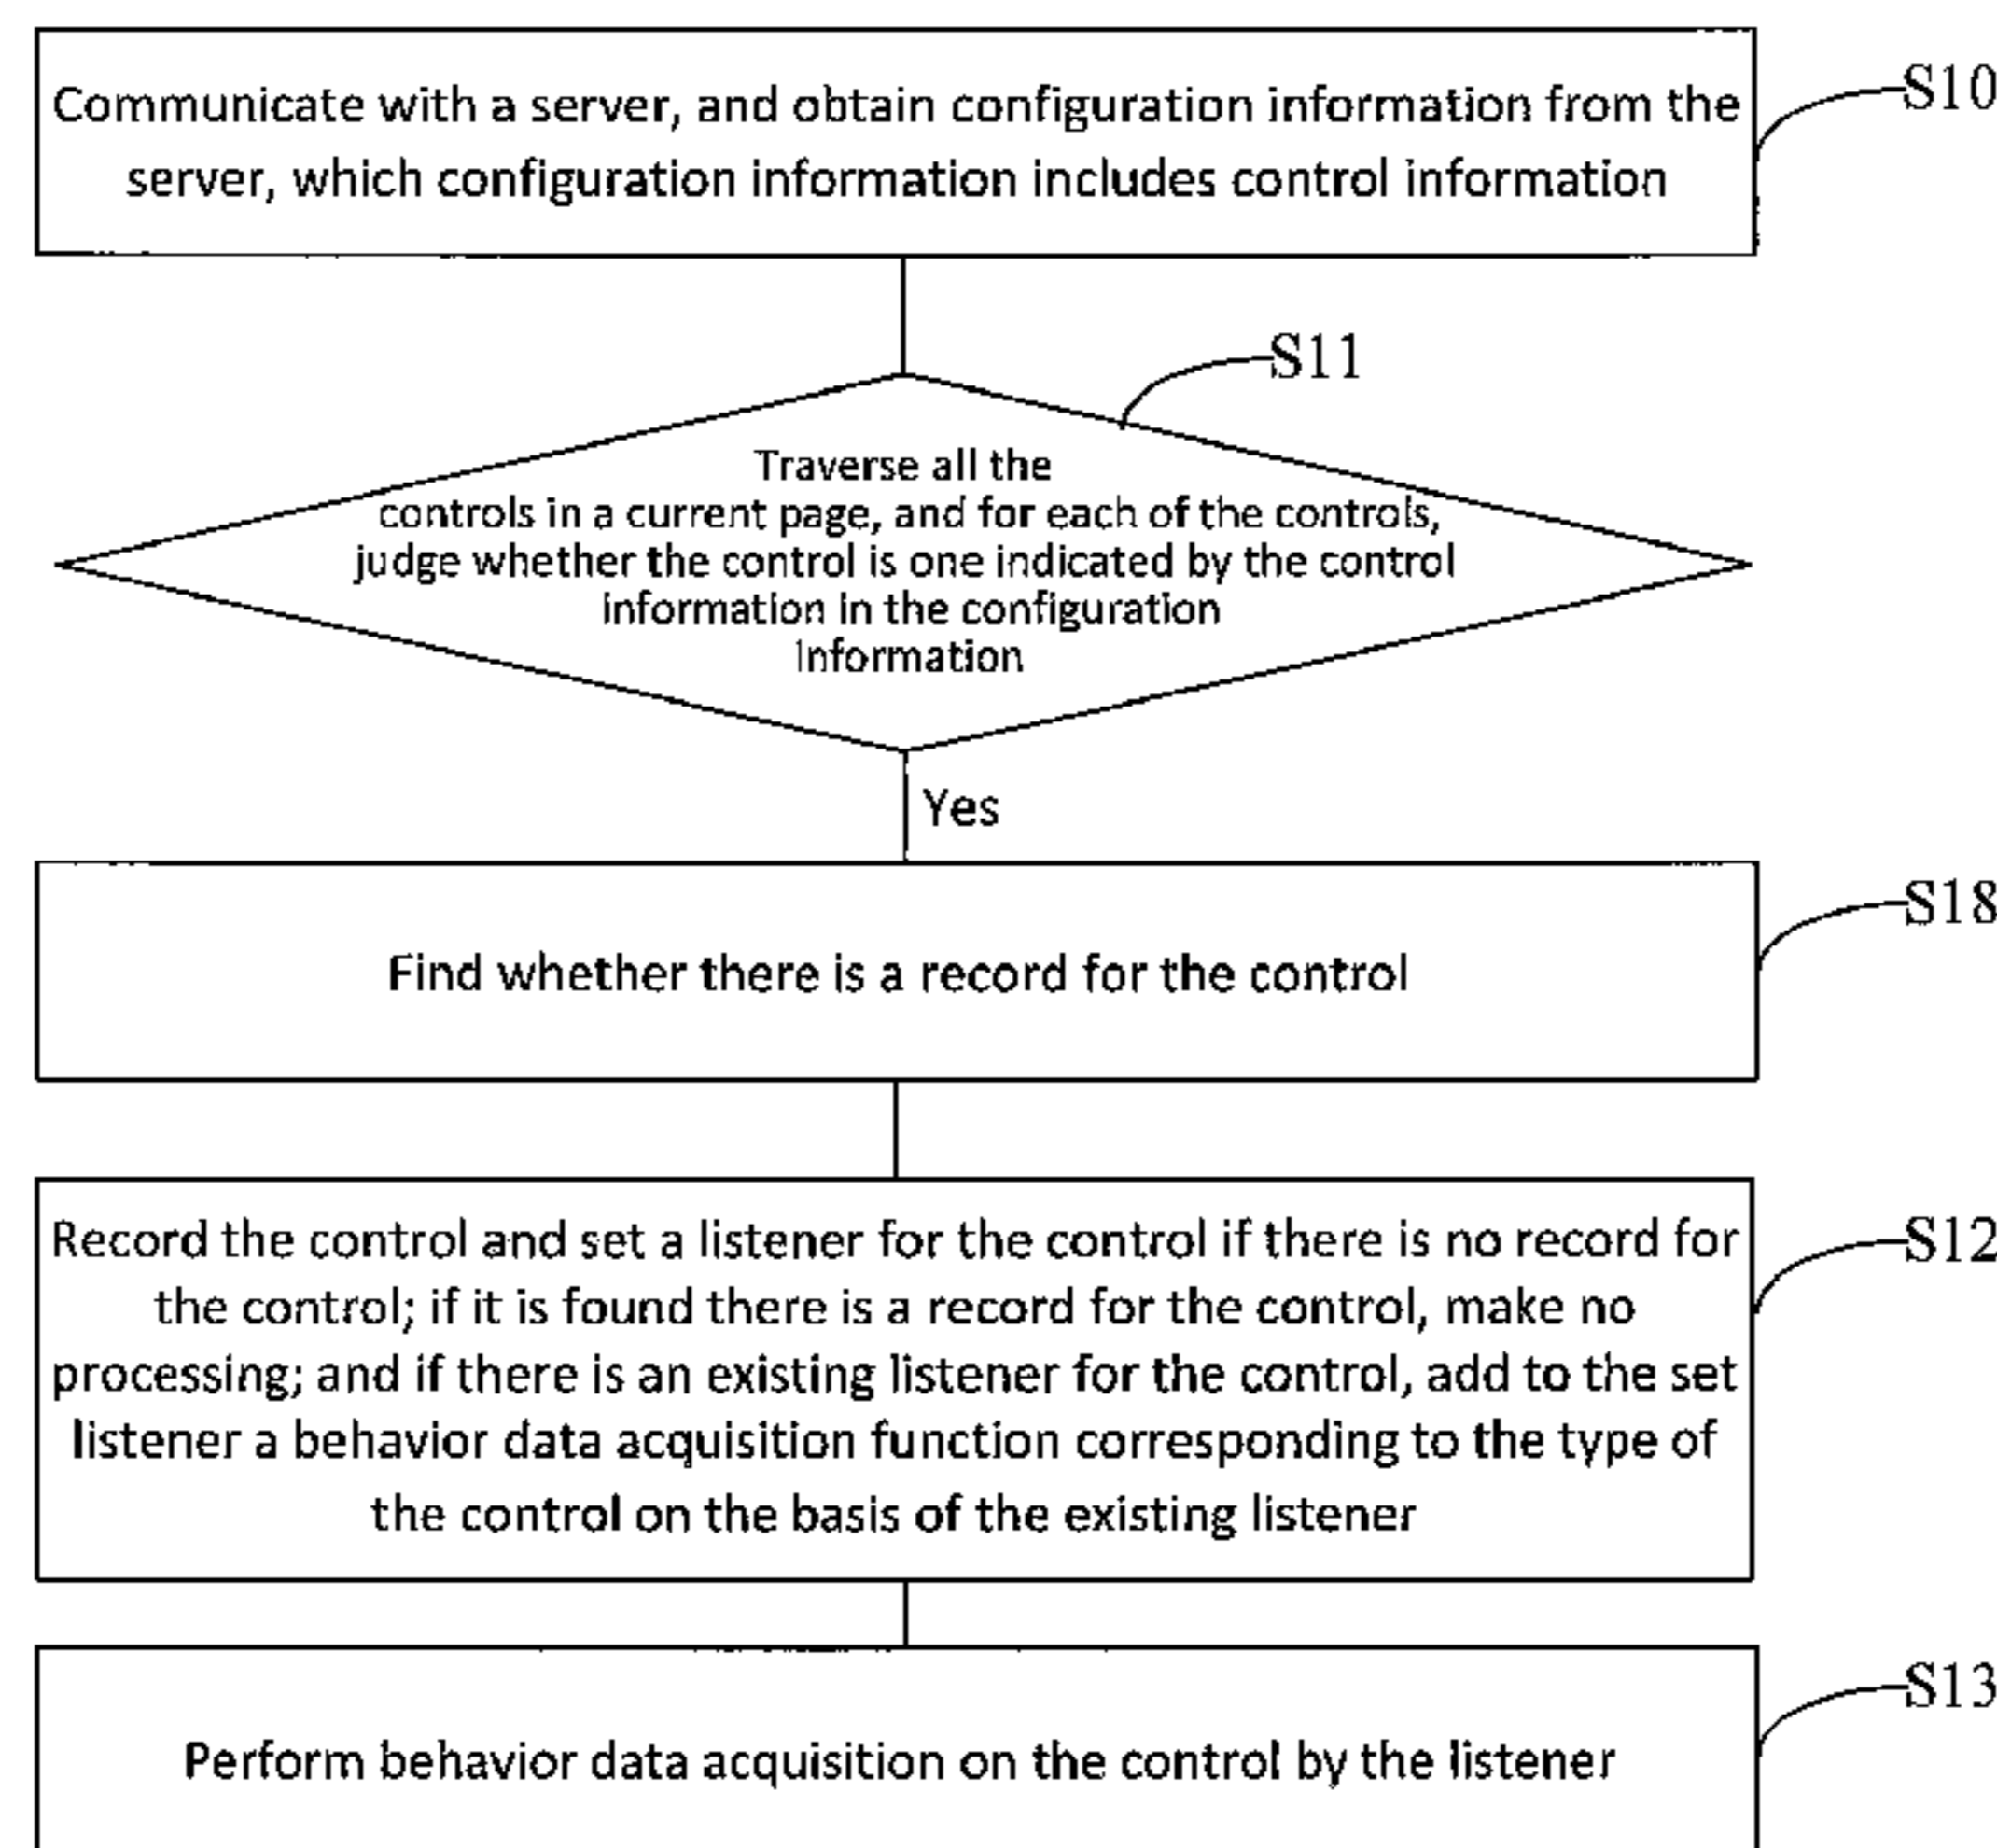 Communicate with a server, and obtain configuration information from the
server, which configuration information includes control information
S10
S11
Traverse all the
controls in a current page, and for each of the controls,
judge whether the control is one indicated by the control
information in the configuration
information
Yes
Find whether there is a record for the control
S18
Record the control and set a listener for the control if there is no record for
the control; if it is found there is a record for the control, make no
processing; and if there is an existing listener for the control, add to the set
listener a behavior data acquisition function corresponding to the type of
the control on the basis of the existing listener
S12
Perform behavior data acquisition on the control by the listener
S13